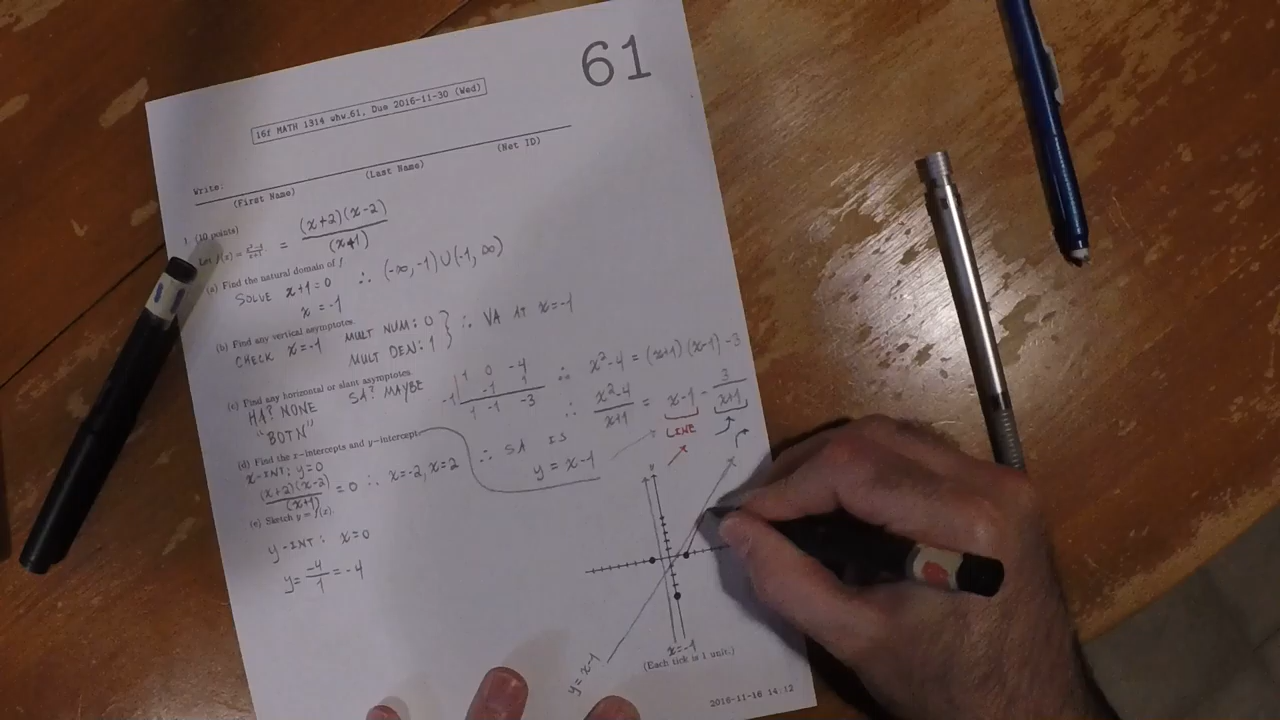 61
16f MATH 1314 whw.61, Due 2016-11-30 (Wed)
Write:
(First Name) (Last Name) (Net ID)
1. (10 points)
Let f(x) = x²-4/x+1 = (x+2)(x-2)/(x+1)
(a) Find the natural domain of f
SOLVE x+1=0 ∴ (-∞,-1)∪(-1,∞)
x = -1
(b) Find any vertical asymptotes.
CHECK x=-1 MULT NUM: 0 } ∴ VA AT x=-1
MULT DEN: 1
(c) Find any horizontal or slant asymptotes
HA? NONE SA? MAYBE
"BOTN"
1 0 -4
-1 1
-1 1 -1 -3
∴ x²-4 = (x+1)(x-1)-3
∴ x²-4/x+1 = x-1 - 3/x+1
LINE
∴ SA IS
y = x-1
(d) Find the x-intercepts and y-intercept.
x-INT: y=0
(x+2)(x-2)/(x+1) = 0 ∴ x=-2, x=2
(e) Sketch y = f(x).
y-INT: x=0
y = -4/1 = -4
y
x=-1
y=x-1
(Each tick is 1 unit.)
2016-11-16 14:12